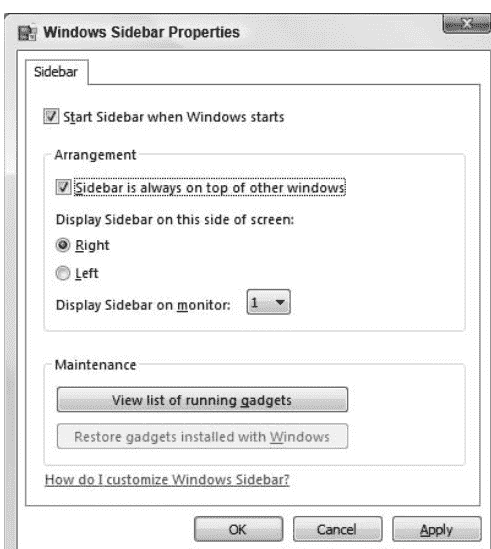 Windows Sidebar Properties
Sidebar
Start Sidebar when Windows starts
Arrangement
Sidebar is always on top of other windows
Display Sidebar on this side of screen:
Right
Left
Display Sidebar on monitor: 1
Maintenance
View list of running gadgets
Restore gadgets installed with Windows
How do I customize Windows Sidebar?
OK Cancel Apply